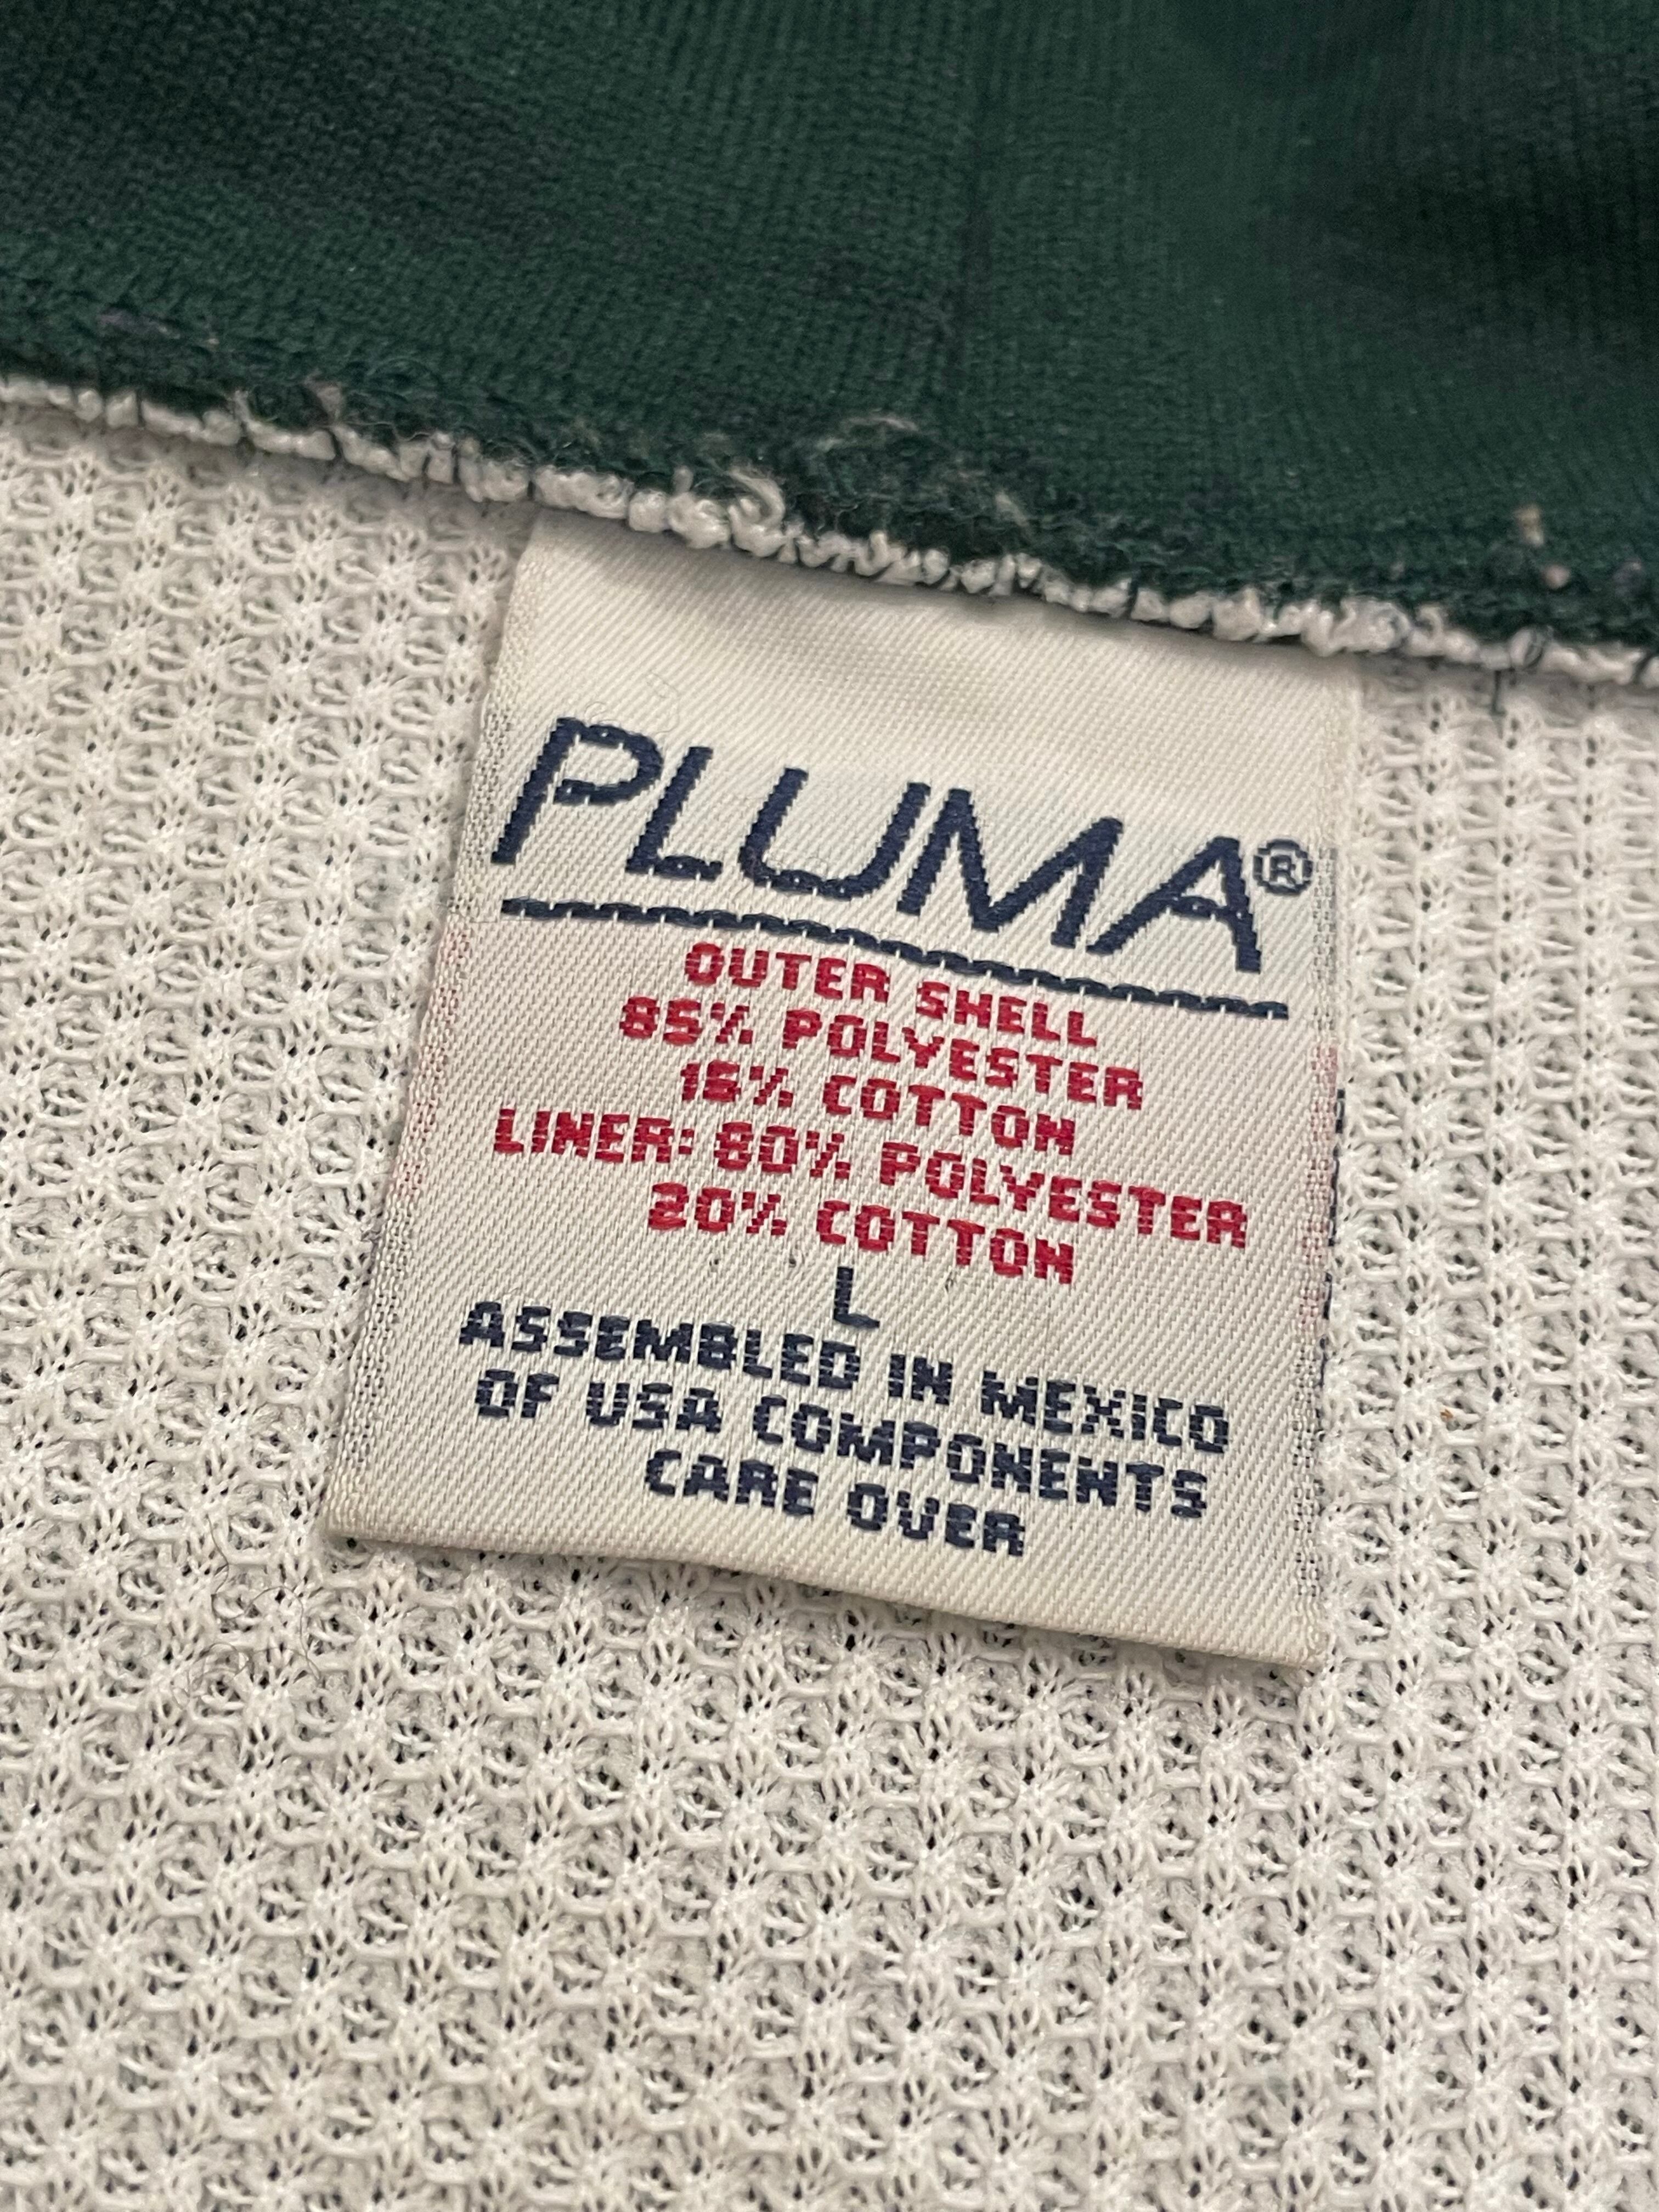 PLUMA®
OUTER SHELL
85% POLYESTER
15% COTTON
LINER: 80% POLYESTER
20% COTTON
L
ASSEMBLED IN MEXICO
OF USA COMPONENTS
CARE OVER